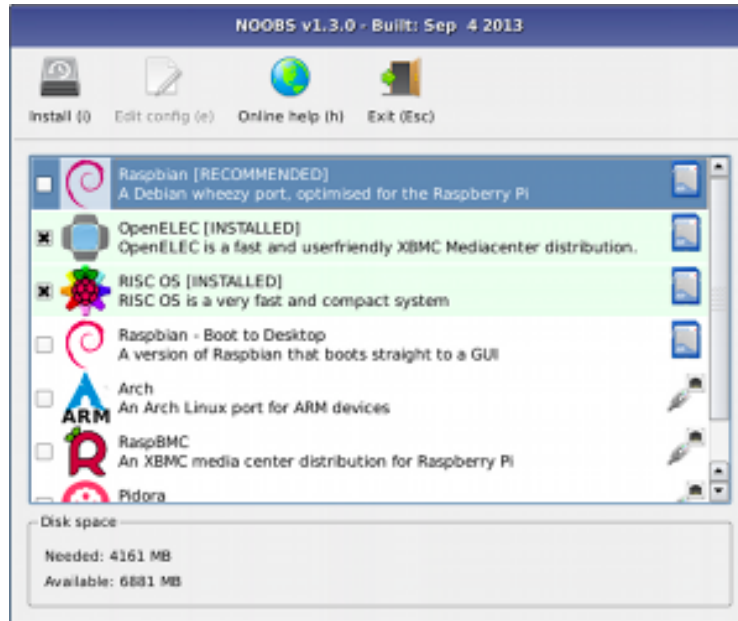 NOOBS v1.3.0 - Built: Sep 4 2013
Install (i)
Edit config (e)
Online help (h)
Exit (Esc)
Raspbian [RECOMMENDED]
A Debian wheezy port, optimised for the Raspberry Pi
OpenELEC [INSTALLED]
OpenELEC is a fast and userfriendly XBMC Mediacenter distribution.
RISC OS [INSTALLED]
RISC OS is a very fast and compact system
Raspbian - Boot to Desktop
A version of Raspbian that boots straight to a GUI
ARM
Arch
An Arch Linux port for ARM devices
RaspBMC
An XBMC media center distribution for Raspberry Pi
Pidora
Disk space
Needed: 4161 MB
Available: 6881 MB